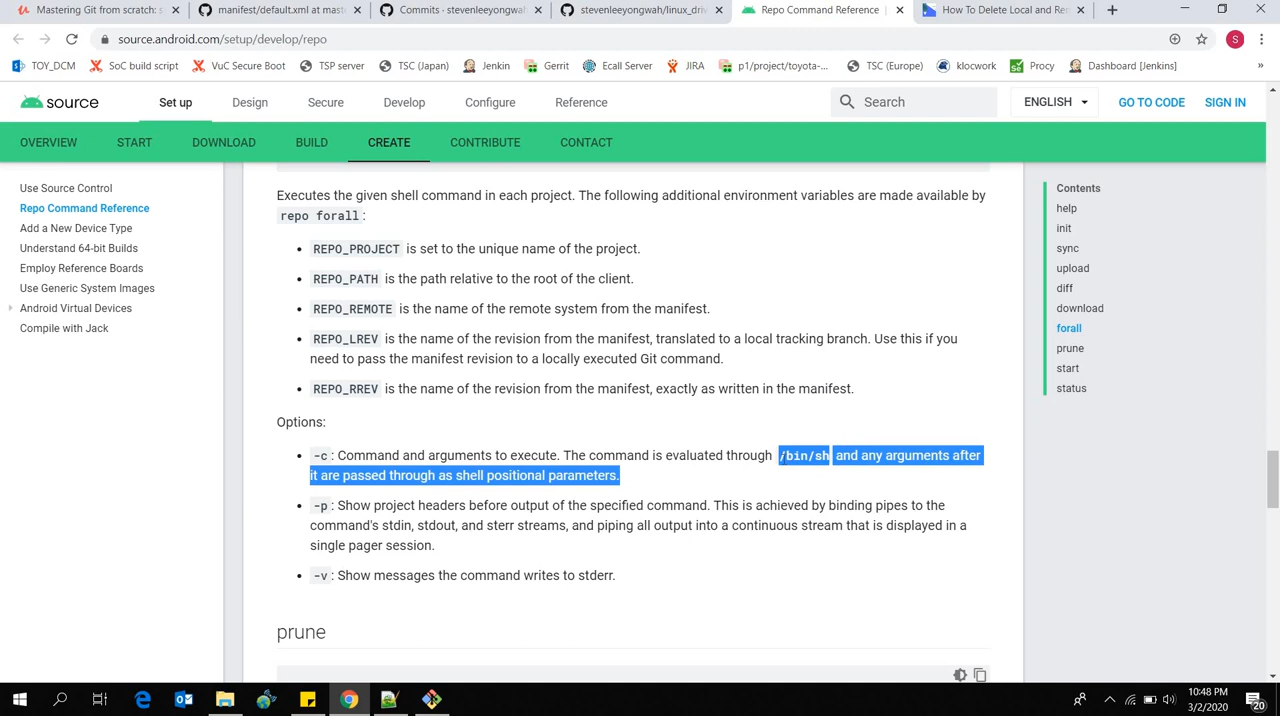 Mastering Git from scratch: s
manifest/default.xml at maste
Commits · stevenleeyongwah/
stevenleeyongwah/linux_driv
Repo Command Reference
How To Delete Local and Re
source.android.com/setup/develop/repo
S
TOY_DCM
SoC build script
VuC Secure Boot
TSP server
TSC (Japan)
Jenkin
Gerrit
Ecall Server
JIRA
p1/project/toyota-...
TSC (Europe)
klocwork
Procy
Dashboard [Jenkins]
»
source
Set up
Design
Secure
Develop
Configure
Reference
Search
ENGLISH
GO TO CODE
SIGN IN
OVERVIEW
START
DOWNLOAD
BUILD
CREATE
CONTRIBUTE
CONTACT
Use Source Control
Repo Command Reference
Add a New Device Type
Understand 64-bit Builds
Employ Reference Boards
Use Generic System Images
Android Virtual Devices
Compile with Jack
Executes the given shell command in each project. The following additional environment variables are made available by
repo forall:
• REPO_PROJECT is set to the unique name of the project.
• REPO_PATH is the path relative to the root of the client.
• REPO_REMOTE is the name of the remote system from the manifest.
• REPO_LREV is the name of the revision from the manifest, translated to a local tracking branch. Use this if you
need to pass the manifest revision to a locally executed Git command.
• REPO_RREV is the name of the revision from the manifest, exactly as written in the manifest.
Options:
• -c: Command and arguments to execute. The command is evaluated through /bin/sh and any arguments after
it are passed through as shell positional parameters.
• -p: Show project headers before output of the specified command. This is achieved by binding pipes to the
command's stdin, stdout, and sterr streams, and piping all output into a continuous stream that is displayed in a
single pager session.
• -v: Show messages the command writes to stderr.
prune
Contents
help
init
sync
upload
diff
download
forall
prune
start
status
10:48 PM
3/2/2020
20